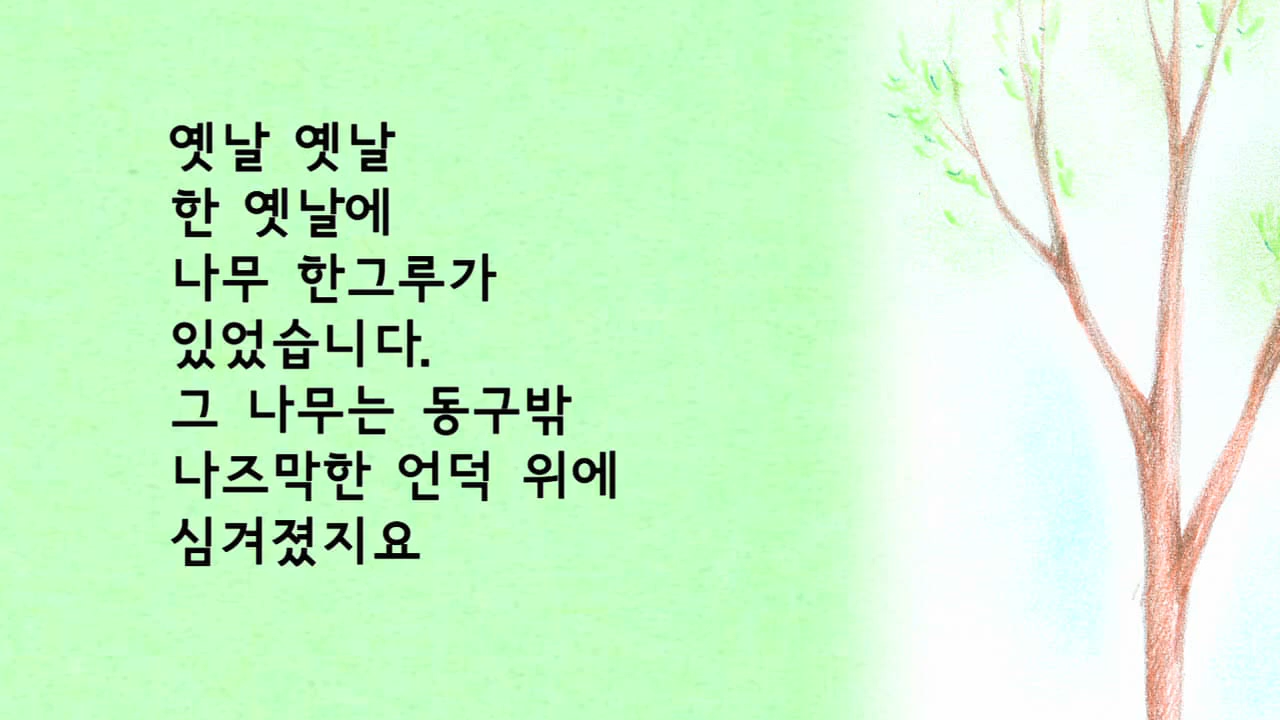 옛날 옛날
한 옛날에
나무 한그루가
있었습니다.
그 나무는 동구밖
나즈막한 언덕 위에
심겨졌지요